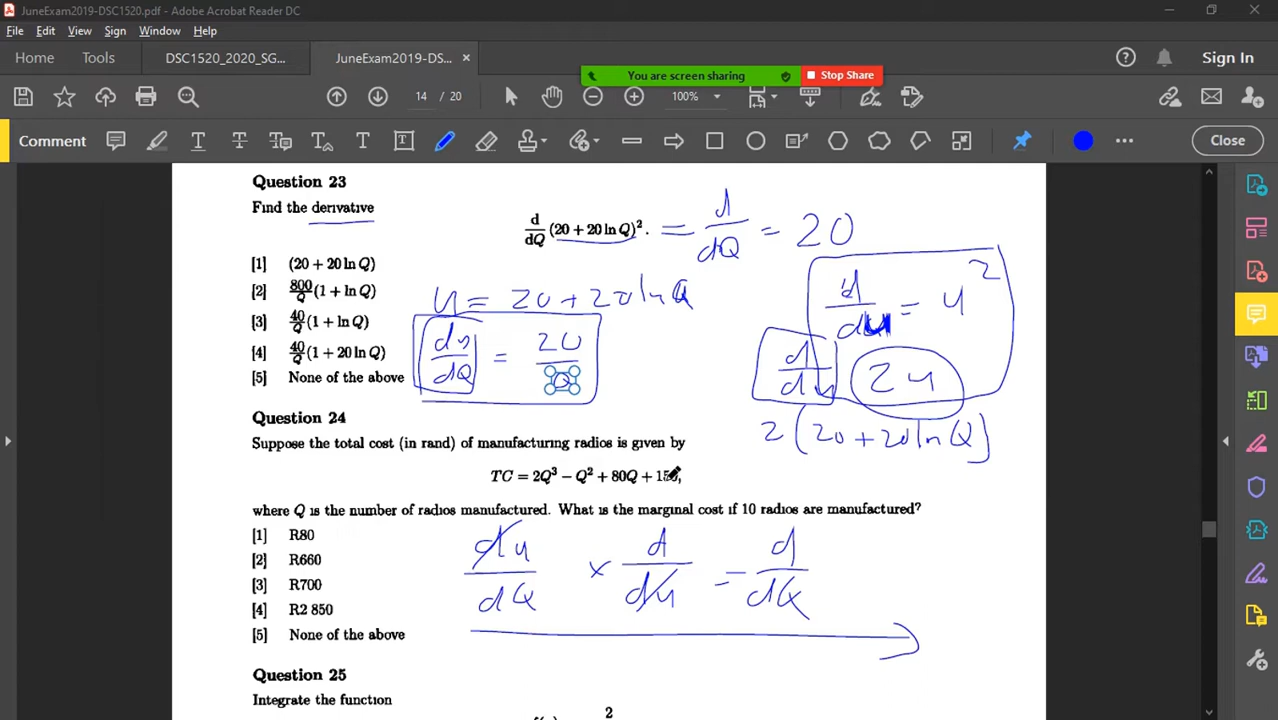 JuneExam2019-DSC1520.pdf - Adobe Acrobat Reader DC
File Edit View Sign Window Help
Home Tools DSC1520_2020_SG... JuneExam2019-DS... × Sign In
You are screen sharing Stop Share
14 / 20 100%
Comment Close
Question 23
Find the derivative
d/dQ (20 + 20 ln Q)². = d/dQ = 20
[1] (20 + 20 ln Q)
[2] 800/Q (1 + ln Q)
[3] 40/Q (1 + ln Q)
[4] 40/Q (1 + 20 ln Q)
[5] None of the above
u = 20 + 20 ln Q
du/dQ = 20/Q
d/du = u²
d/du 2u
2(20 + 20 ln Q)
Question 24
Suppose the total cost (in rand) of manufacturing radios is given by
TC = 2Q³ − Q² + 80Q + 150,
where Q is the number of radios manufactured. What is the marginal cost if 10 radios are manufactured?
[1] R80
[2] R660
[3] R700
[4] R2 850
[5] None of the above
du/dQ × d/du = d/dQ
Question 25
Integrate the function
2